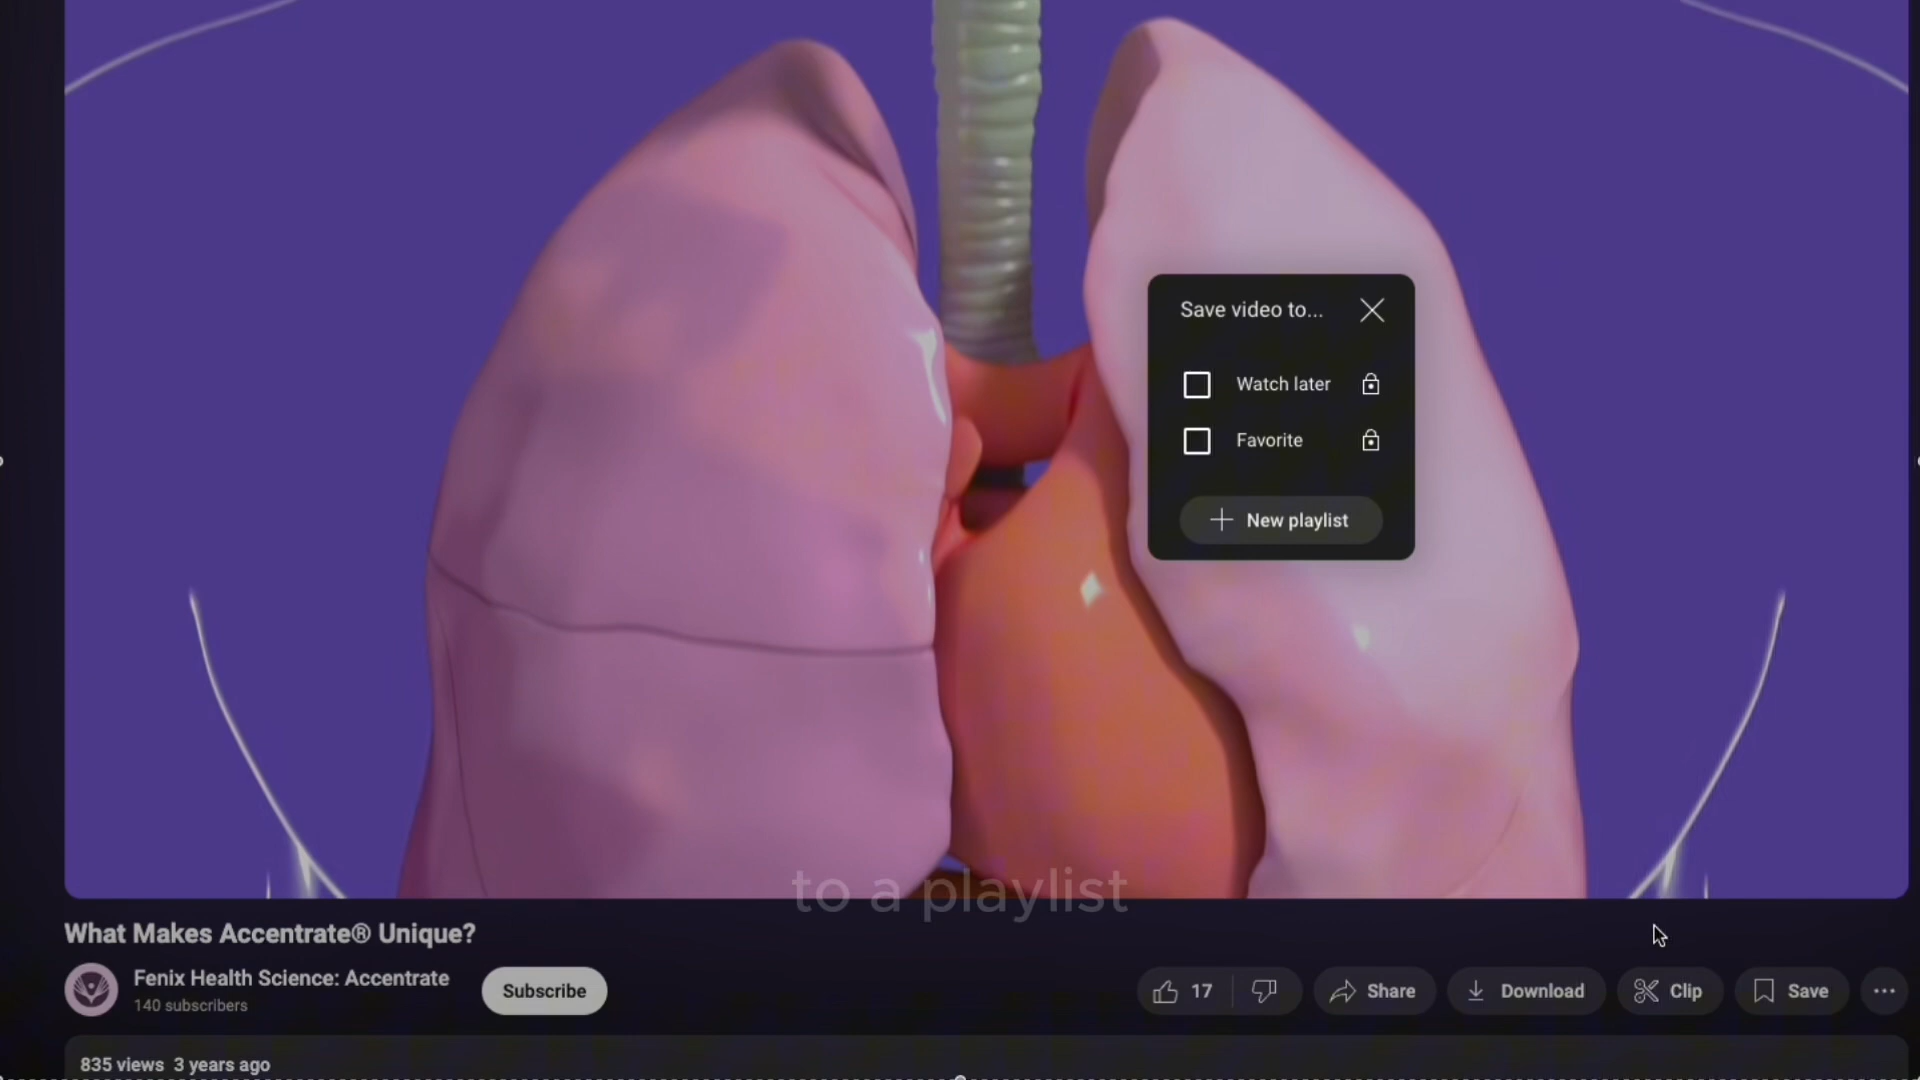 Save video to...
Watch later
Favorite
New playlist
to a playlist
What Makes Accentrate® Unique?
Fenix Health Science: Accentrate
140 subscribers
Subscribe
17
Share
Download
Clip
Save
835 views 3 years ago